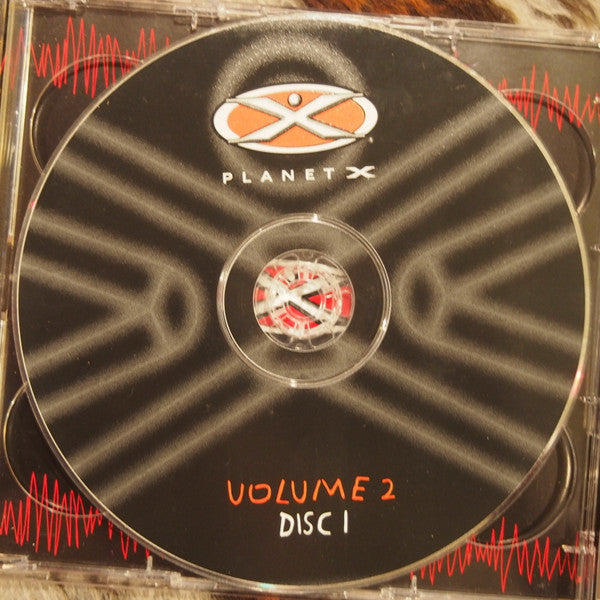 X
PLANET X
VOLUME 2
DISC 1